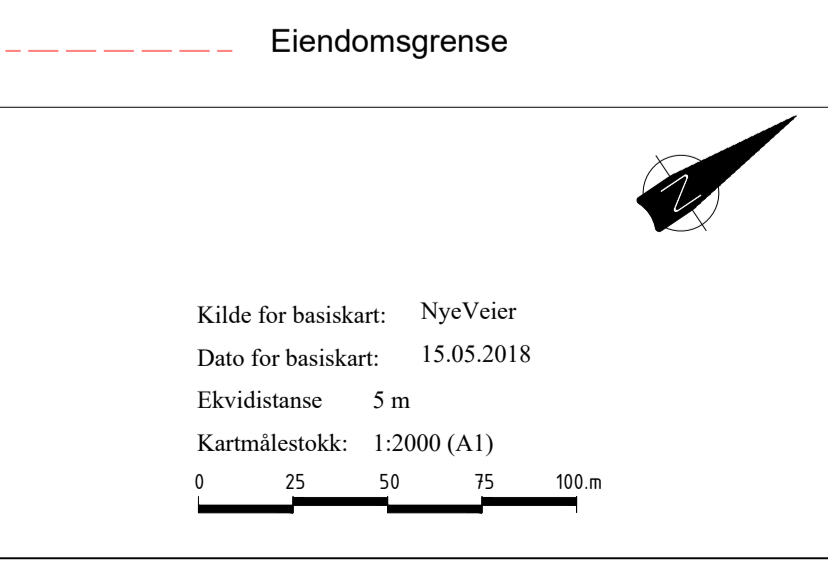 Eiendomsgrense
N
Kilde for basiskart: NyeVeier
Dato for basiskart: 15.05.2018
Ekvidistanse 5 m
Kartmålestokk: 1:2000 (A1)
0 25 50 75 100.m